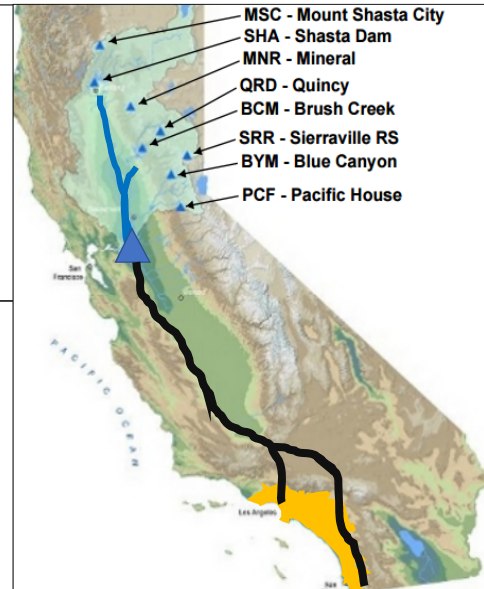 MSC - Mount Shasta City
SHA - Shasta Dam
MNR - Mineral
QRD - Quincy
BCM - Brush Creek
SRR - Sierraville RS
BYM - Blue Canyon
PCF - Pacific House
San
Francisco
PACIFIC OCEAN
Los Angeles
San